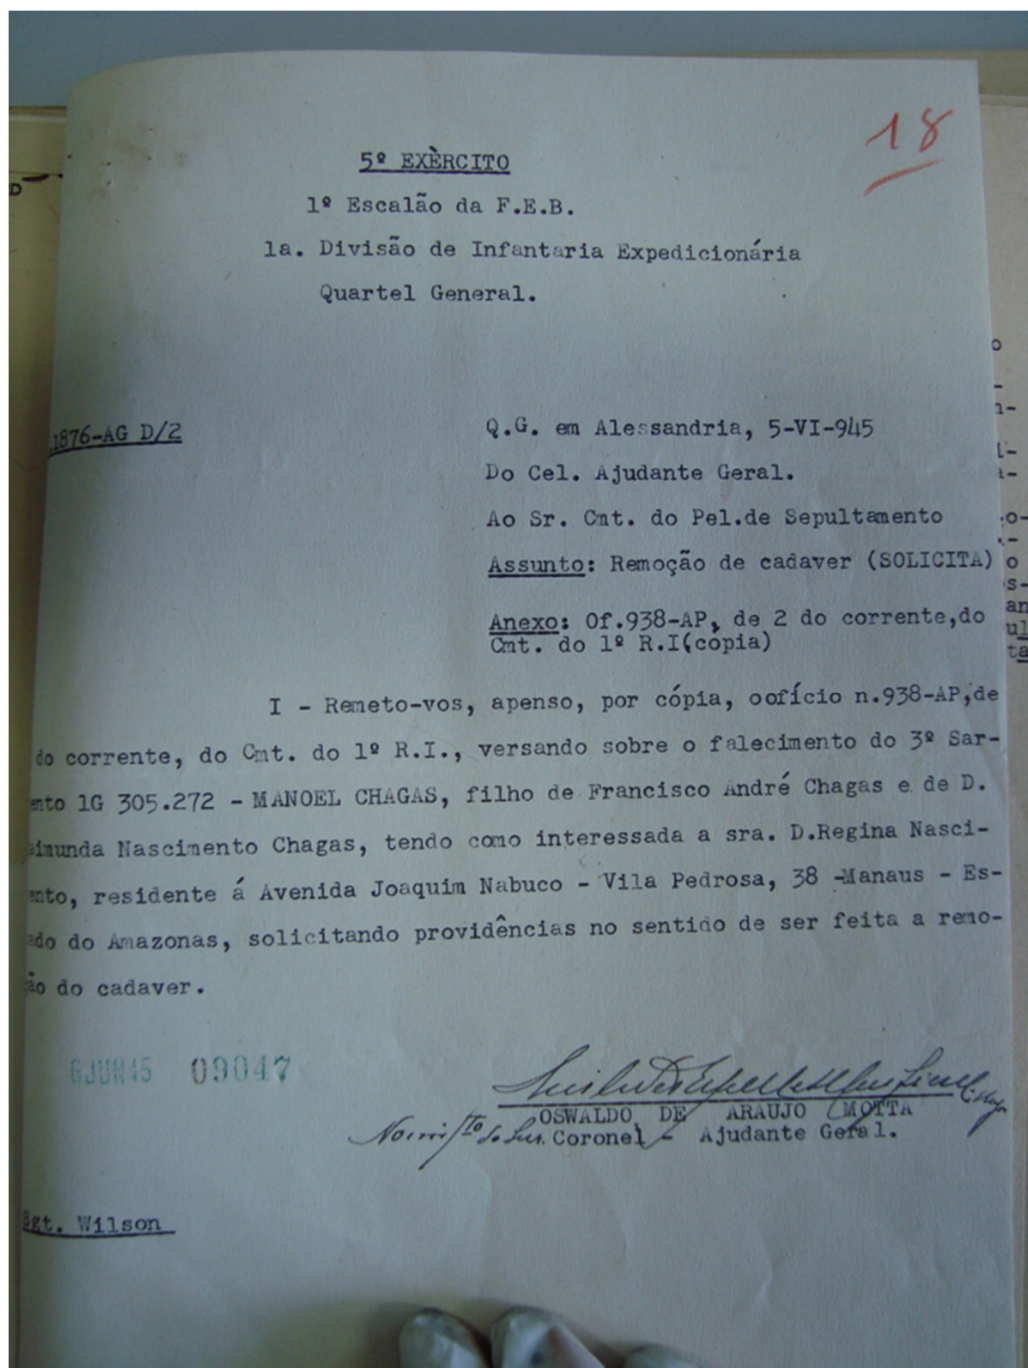 18
5º EXÈRCITO
1º Escalão da F.E.B.
1a. Divisão de Infantaria Expedicionária
Quartel General.
.1876-AG D/2
Q.G. em Alessandria, 5-VI-945
Do Cel. Ajudante Geral.
Ao Sr. Cmt. do Pel.de Sepultamento
Assunto: Remoção de cadaver (SOLICITA)
Anexo: Of.938-AP, de 2 do corrente,do
Cmt. do 1º R.I(cópia)
I - Remeto-vos, apenso, por cópia, oofício n.938-AP,de
do corrente, do Cmt. do 1º R.I., versando sobre o falecimento do 3º Sar-
ento 1G 305.272 - MANOEL CHAGAS, filho de Francisco André Chagas e de D.
aimunda Nascimento Chagas, tendo como interessada a sra. D.Regina Nasci-
ento, residente á Avenida Joaquim Nabuco - Vila Pedrosa, 38 -Manaus - Es-
ado do Amazonas, solicitando providências no sentido de ser feita a remo-
ão do cadaver.
6JUN45 09047
OSWALDO DE ARAUJO MOTTA
Coronel - Ajudante Geral.
Sgt. Wilson